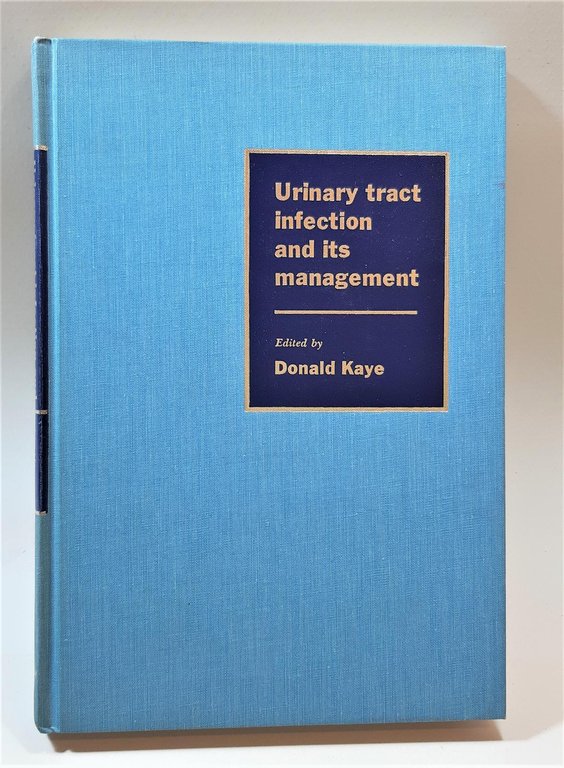 Urinary tract
infection
and its
management
Edited by
Donald Kaye